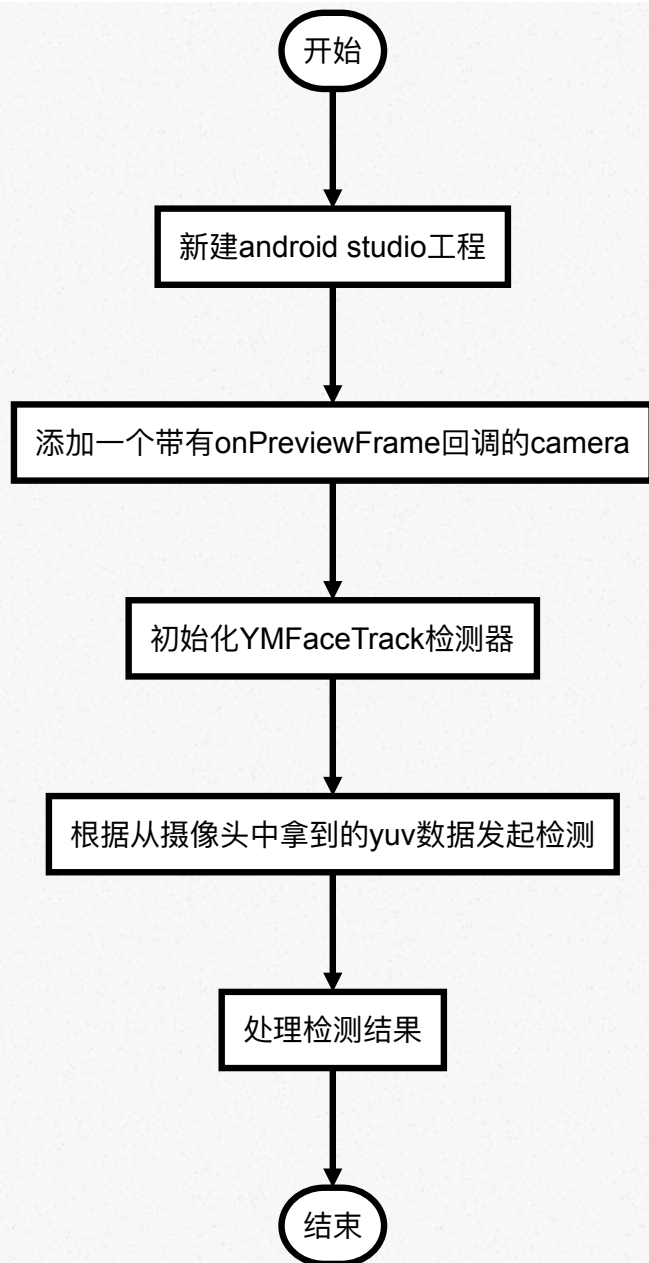 开始
新建android studio工程
添加一个带有onPreviewFrame回调的camera
初始化YMFaceTrack检测器
根据从摄像头中拿到的yuv数据发起检测
处理检测结果
结束